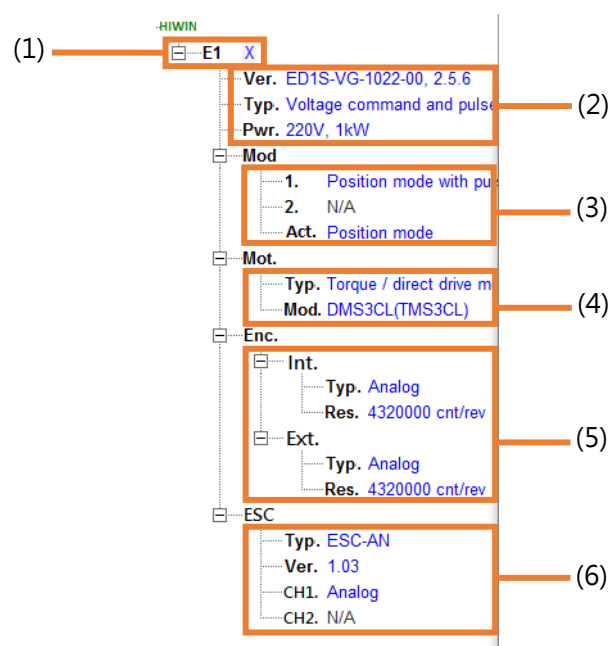 -HIWIN
(1)
E1 X
Ver. ED1S-VG-1022-00, 2.5.6
Typ. Voltage command and pulse
(2)
Pwr. 220V, 1kW
Mod
1. Position mode with pu
2. N/A
(3)
Act. Position mode
Mot.
Typ. Torque / direct drive m
(4)
Mod. DMS3CL(TMS3CL)
Enc.
Int.
Typ. Analog
Res. 4320000 cnt/rev
Ext.
(5)
Typ. Analog
Res. 4320000 cnt/rev
ESC
Typ. ESC-AN
Ver. 1.03
(6)
CH1. Analog
CH2. N/A